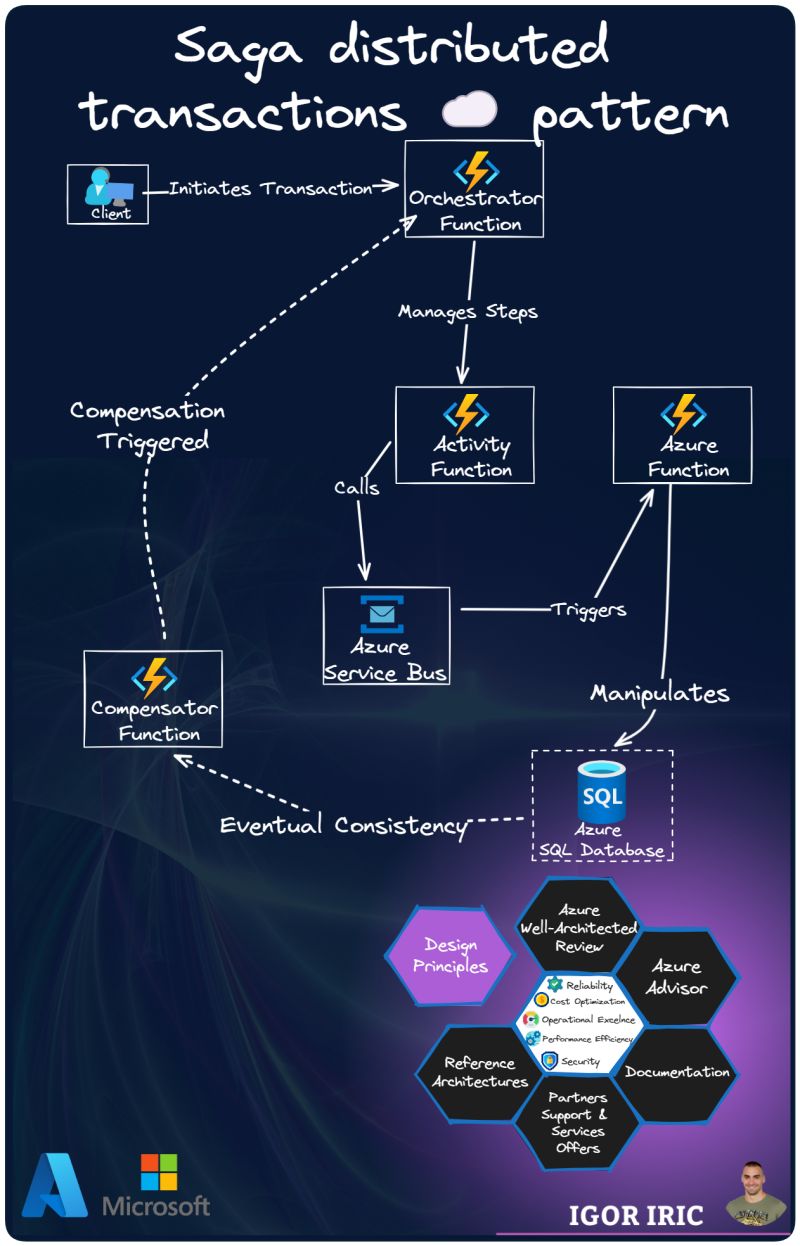 Saga distributed
transactions pattern
Client
Initiates Transaction
Orchestrator
Function
Manages Steps
Compensation
Triggered
Activity
Function
Azure
Function
Calls
Azure
Service Bus
Triggers
Compensator
Function
Manipulates
SQL
Azure
SQL Database
Eventual Consistency
Design
Principles
Azure
Well-Architected
Review
Azure
Advisor
Reliability
Cost Optimization
Operational Excelnce
Performance Efficiency
Security
Reference
Architectures
Documentation
Partners
Support &
Services
Offers
Microsoft
IGOR IRIC